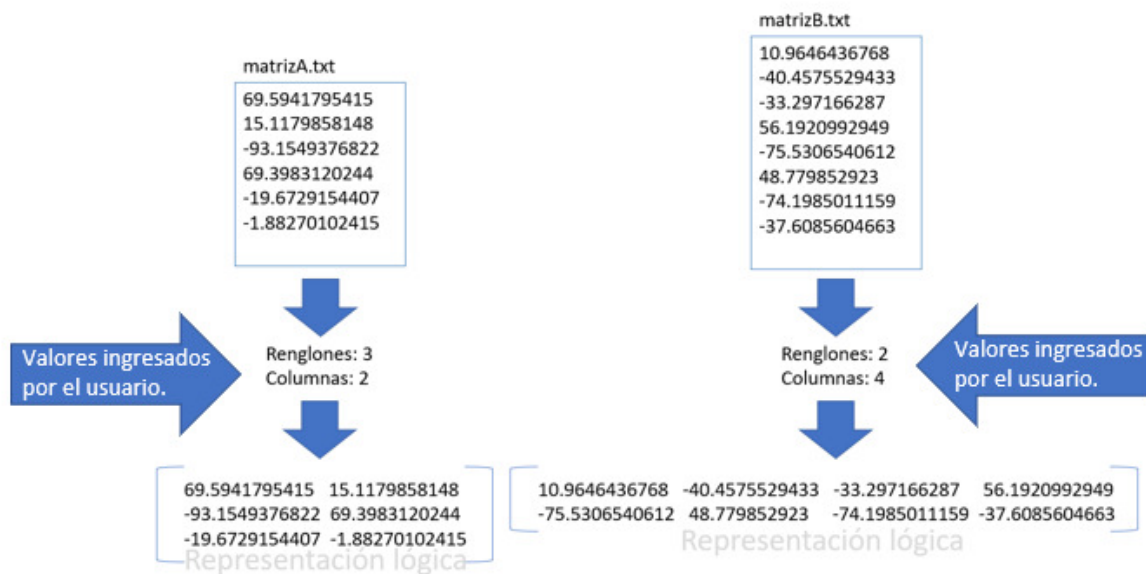 matrizA.txt
69.5941795415
15.1179858148
-93.1549376822
69.3983120244
-19.6729154407
-1.88270102415
matrizB.txt
10.9646436768
-40.4575529433
-33.297166287
56.1920992949
-75.5306540612
48.779852923
-74.1985011159
-37.6085604663
Valores ingresados
por el usuario.
Renglones: 3
Columnas: 2
Renglones: 2
Columnas: 4
Valores ingresados
por el usuario.
69.5941795415 15.1179858148
-93.1549376822 69.3983120244
-19.6729154407 -1.88270102415
Representación lógica
10.9646436768 -40.4575529433 -33.297166287 56.1920992949
-75.5306540612 48.779852923 -74.1985011159 -37.6085604663
Representación lógica